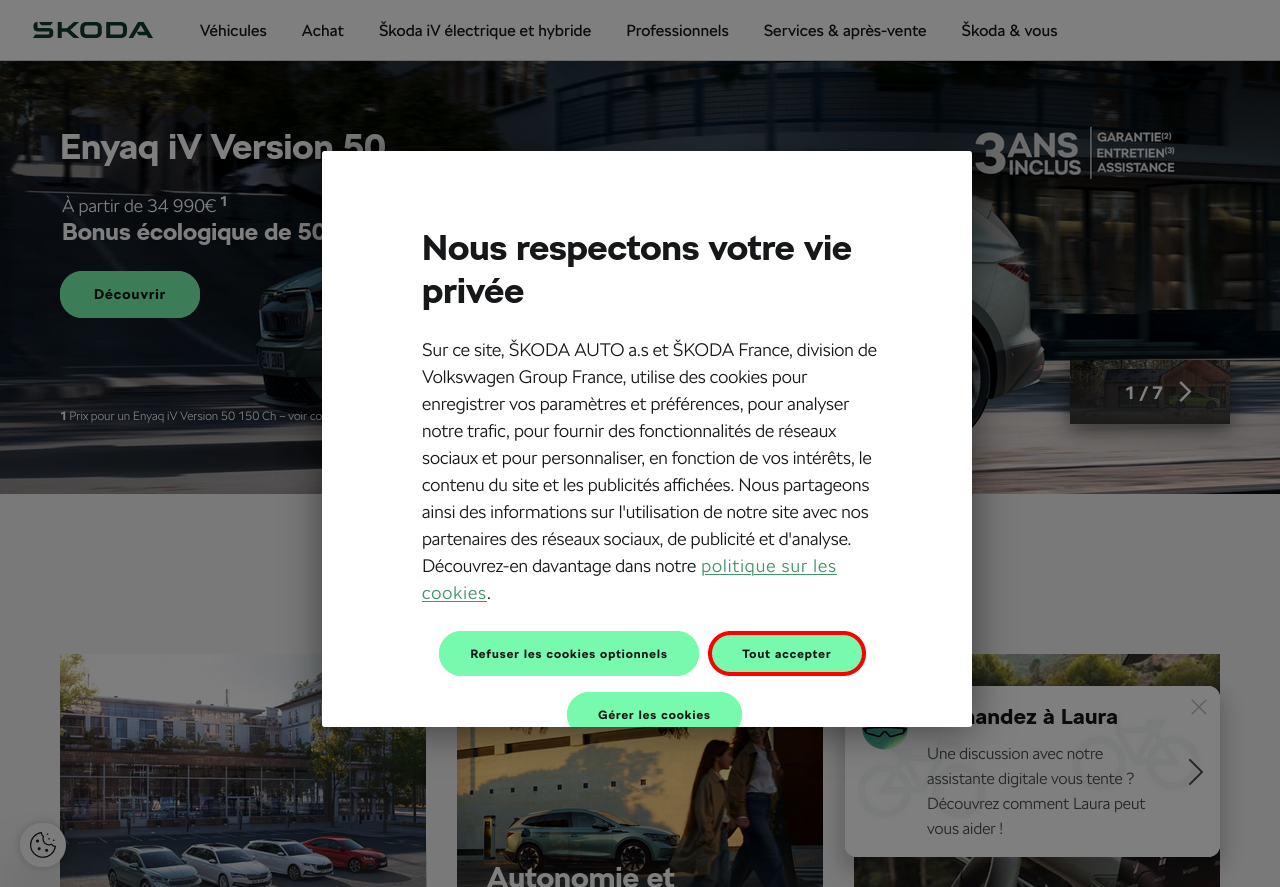 ŠKODA
Véhicules
Achat
Škoda iV électrique et hybride
Professionnels
Services & après-vente
Škoda & vous
Enyaq iV Version 50
3 ANS INCLUS
GARANTIE(2)
ENTRETIEN(3)
ASSISTANCE
À partir de 34 990€ 1
Bonus écologique de 50
Découvrir
1 Prix pour un Enyaq iV Version 50 150 Ch – voir co
1 / 7
Nous respectons votre vie
privée
Sur ce site, ŠKODA AUTO a.s et ŠKODA France, division de
Volkswagen Group France, utilise des cookies pour
enregistrer vos paramètres et préférences, pour analyser
notre trafic, pour fournir des fonctionnalités de réseaux
sociaux et pour personnaliser, en fonction de vos intérêts, le
contenu du site et les publicités affichées. Nous partageons
ainsi des informations sur l'utilisation de notre site avec nos
partenaires des réseaux sociaux, de publicité et d'analyse.
Découvrez-en davantage dans notre politique sur les
cookies.
Refuser les cookies optionnels
Tout accepter
Gérer les cookies
andez à Laura
Une discussion avec notre
assistante digitale vous tente ?
Découvrez comment Laura peut
vous aider !
Autonomie et